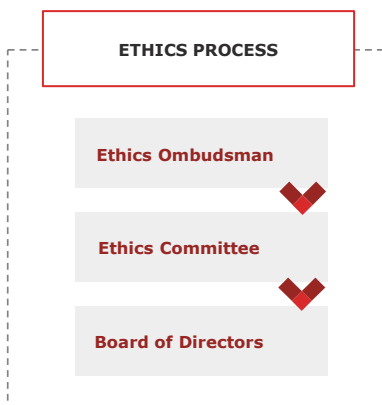 ETHICS PROCESS
Ethics Ombudsman
Ethics Committee
Board of Directors